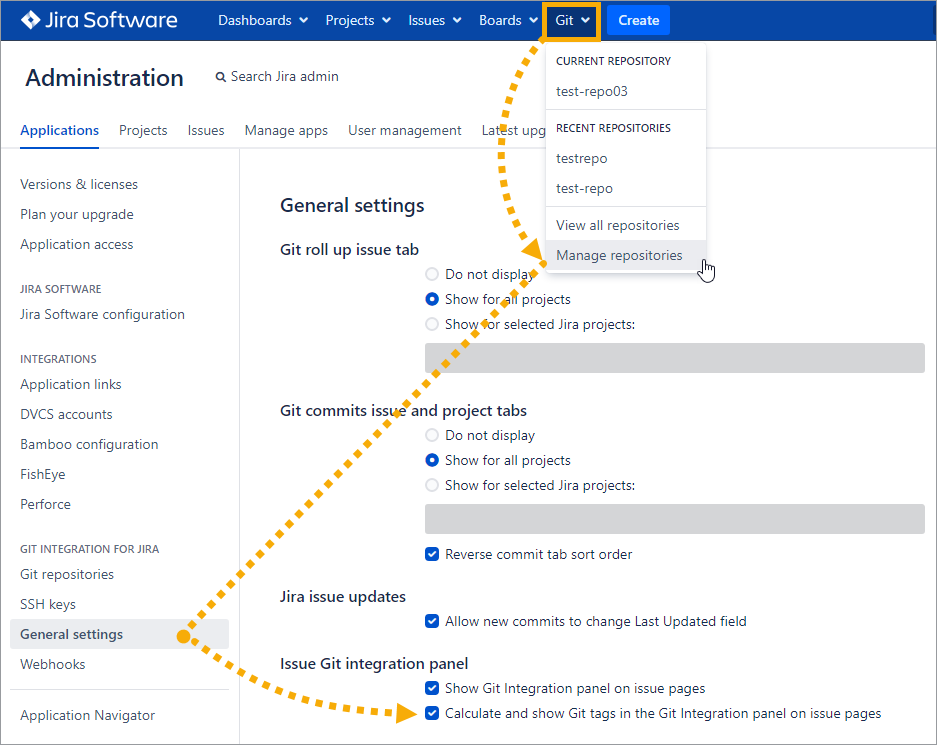 Jira Software Dashboards Projects Issues Boards Git Create
Administration
Search Jira admin
Applications Projects Issues Manage apps User management Latest upg
CURRENT REPOSITORY
test-repo03
RECENT REPOSITORIES
testrepo
test-repo
View all repositories
Manage repositories
Versions & licenses
Plan your upgrade
Application access
JIRA SOFTWARE
Jira Software configuration
INTEGRATIONS
Application links
DVCS accounts
Bamboo configuration
FishEye
Perforce
GIT INTEGRATION FOR JIRA
Git repositories
SSH keys
General settings
Webhooks
Application Navigator
General settings
Git roll up issue tab
Do not display
Show for all projects
Show for selected Jira projects:
Git commits issue and project tabs
Do not display
Show for all projects
Show for selected Jira projects:
Reverse commit tab sort order
Jira issue updates
Allow new commits to change Last Updated field
Issue Git integration panel
Show Git Integration panel on issue pages
Calculate and show Git tags in the Git Integration panel on issue pages